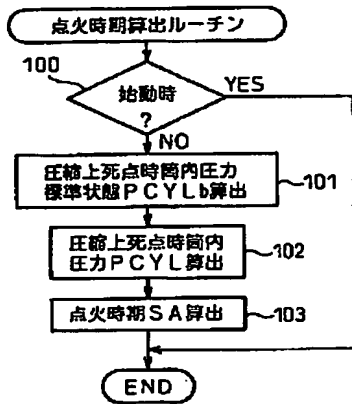 点火時期算出ルーチン
100
始動時
?
YES
NO
圧縮上死点時筒内圧力
標準状態PCYLb算出
101
圧縮上死点時筒内
圧力PCYL算出
102
点火時期SA算出
103
END